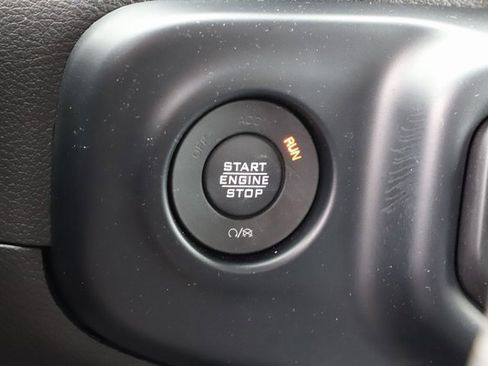 OFF
ACC
RUN
START
ENGINE
STOP